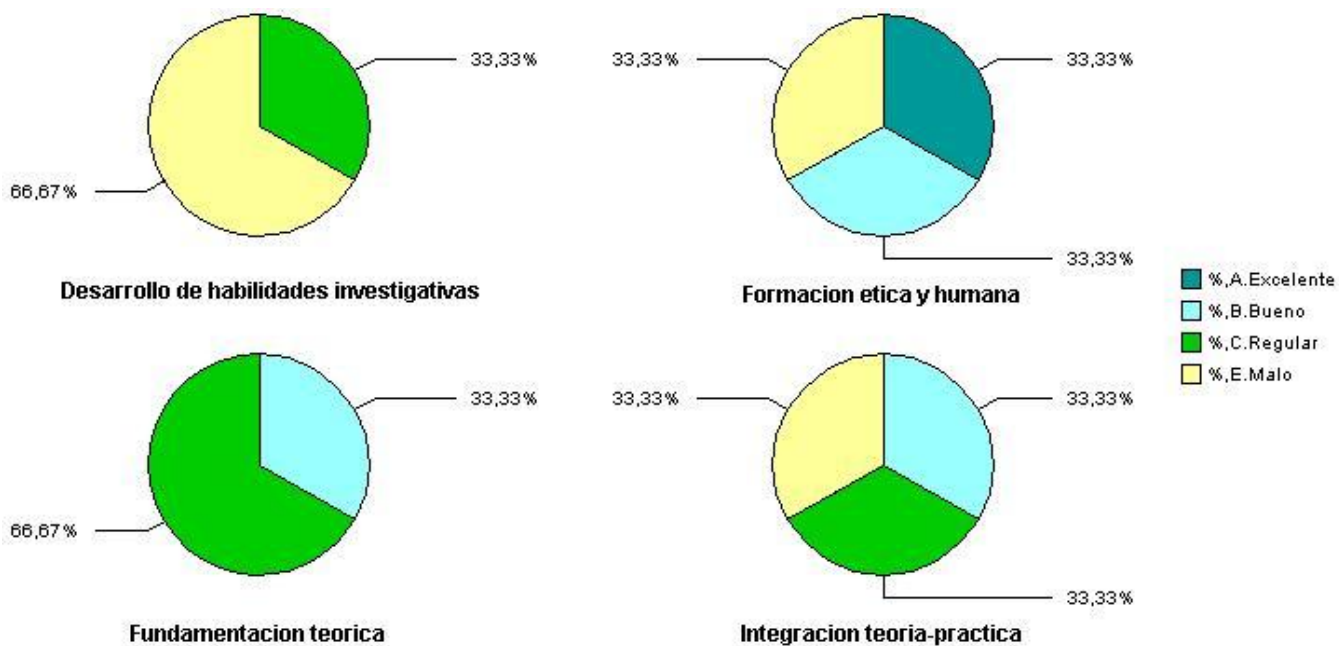 33,33%
66,67%
Desarrollo de habilidades investigativas
33,33%
33,33%
33,33%
Formacion etica y humana
%,A.Excelente
%,B.Bueno
%,C.Regular
%,E.Malo
33,33%
66,67%
Fundamentacion teorica
33,33%
33,33%
33,33%
Integracion teoria-practica